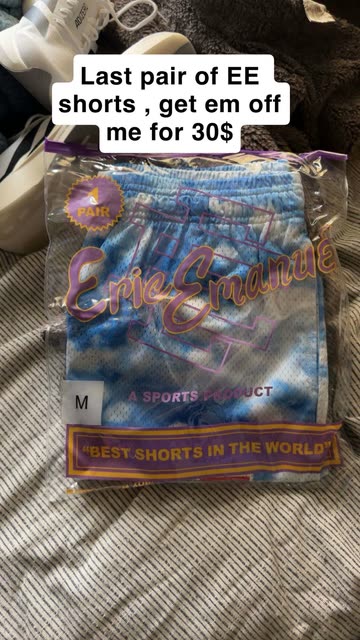 Last pair of EE
shorts , get em off
me for 30$
1
PAIR
Eric Emanuel
A SPORTS PRODUCT
M
"BEST SHORTS IN THE WORLD"